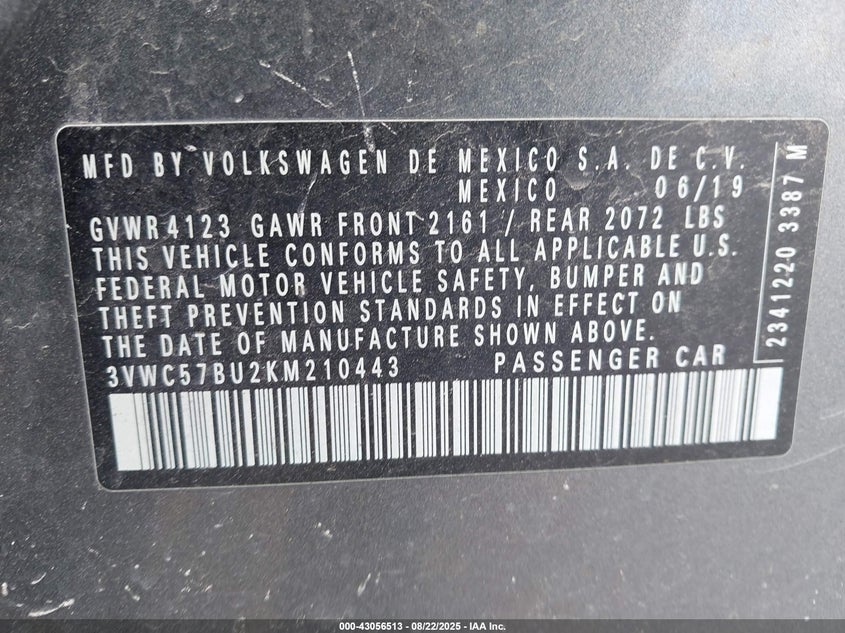 MFD BY VOLKSWAGEN DE MEXICO S.A. DE C.V.
MEXICO 06/19
GVWR 4123 GAWR FRONT 2161 / REAR 2072 LBS
THIS VEHICLE CONFORMS TO ALL APPLICABLE U.S.
FEDERAL MOTOR VEHICLE SAFETY, BUMPER AND
THEFT PREVENTION STANDARDS IN EFFECT ON
THE DATE OF MANUFACTURE SHOWN ABOVE.
3VWC57BU2KM210443 PASSENGER CAR
2341220 3387 M
000-43056513 - 08/22/2025 - IAA Inc.